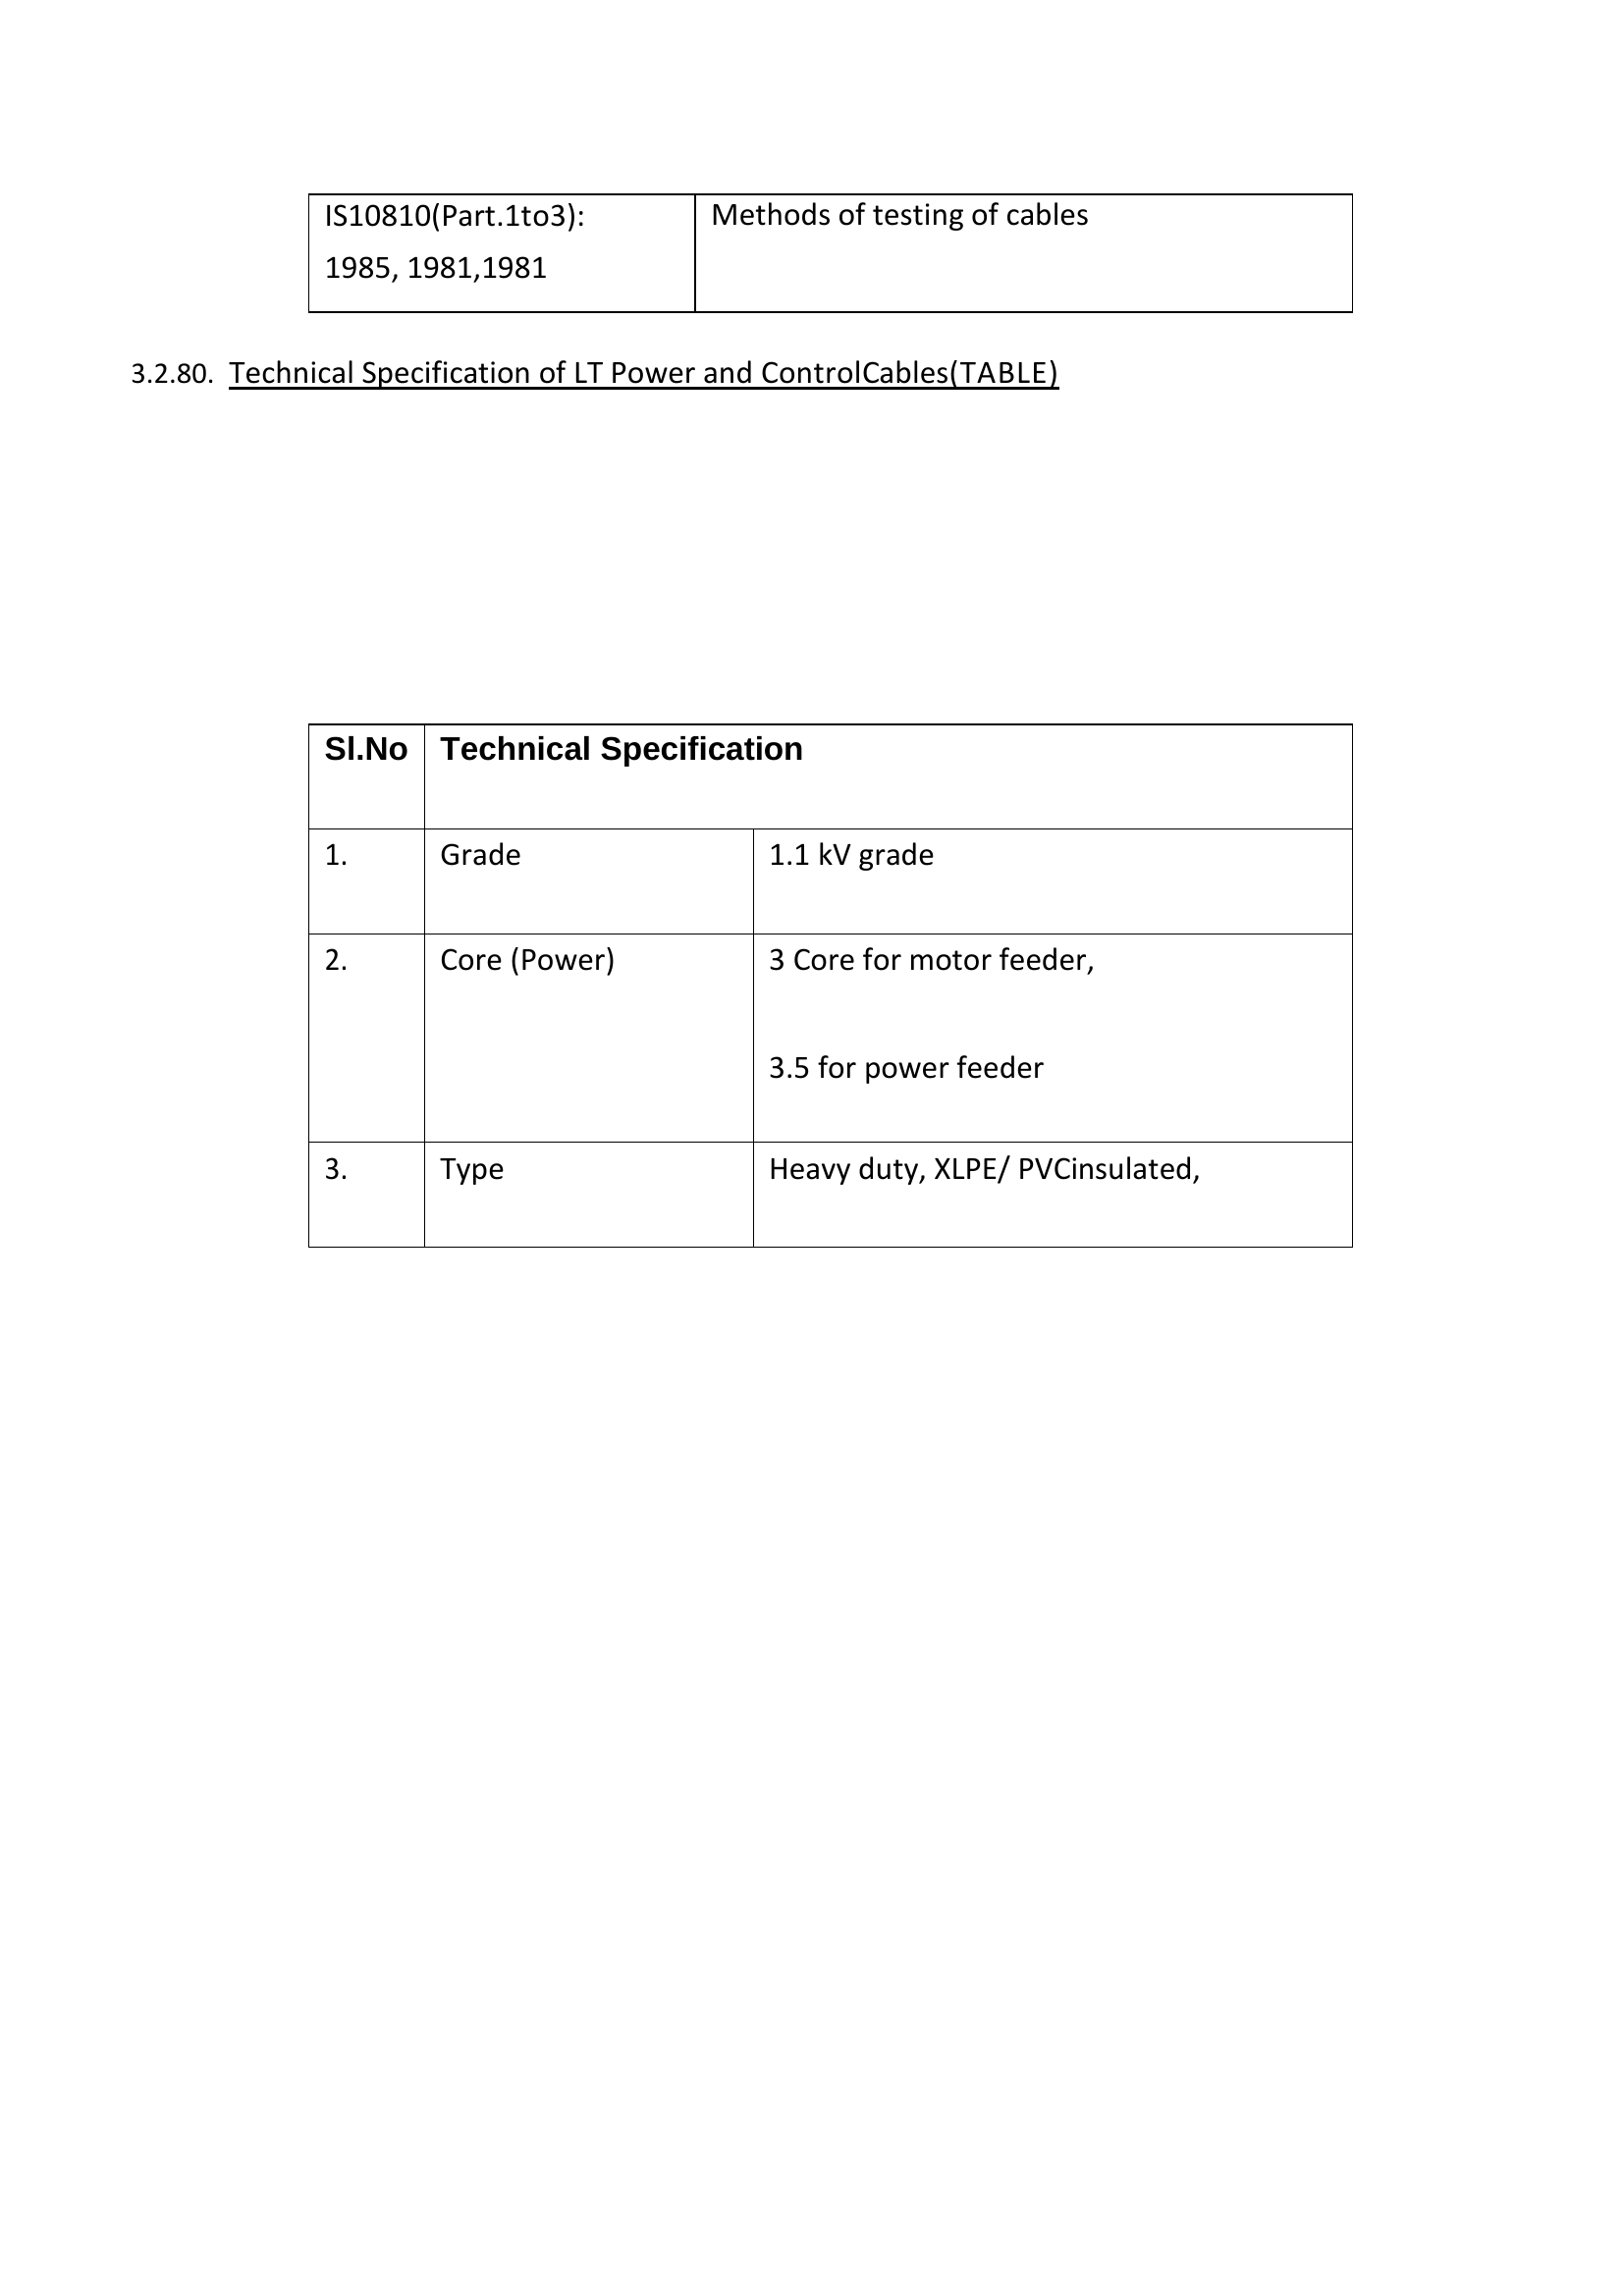 IS10810(Part.1to3): Methods of testing of cables
1985, 1981,1981
3.2.80. Technical Specification of LT Power and ControlCables(TABLE)
Sl.No Technical Specification
1. Grade 1.1 kV grade
2. Core (Power) 3 Core for motor feeder,
3.5 for power feeder
3. Type Heavy duty, XLPE/ PVCinsulated,